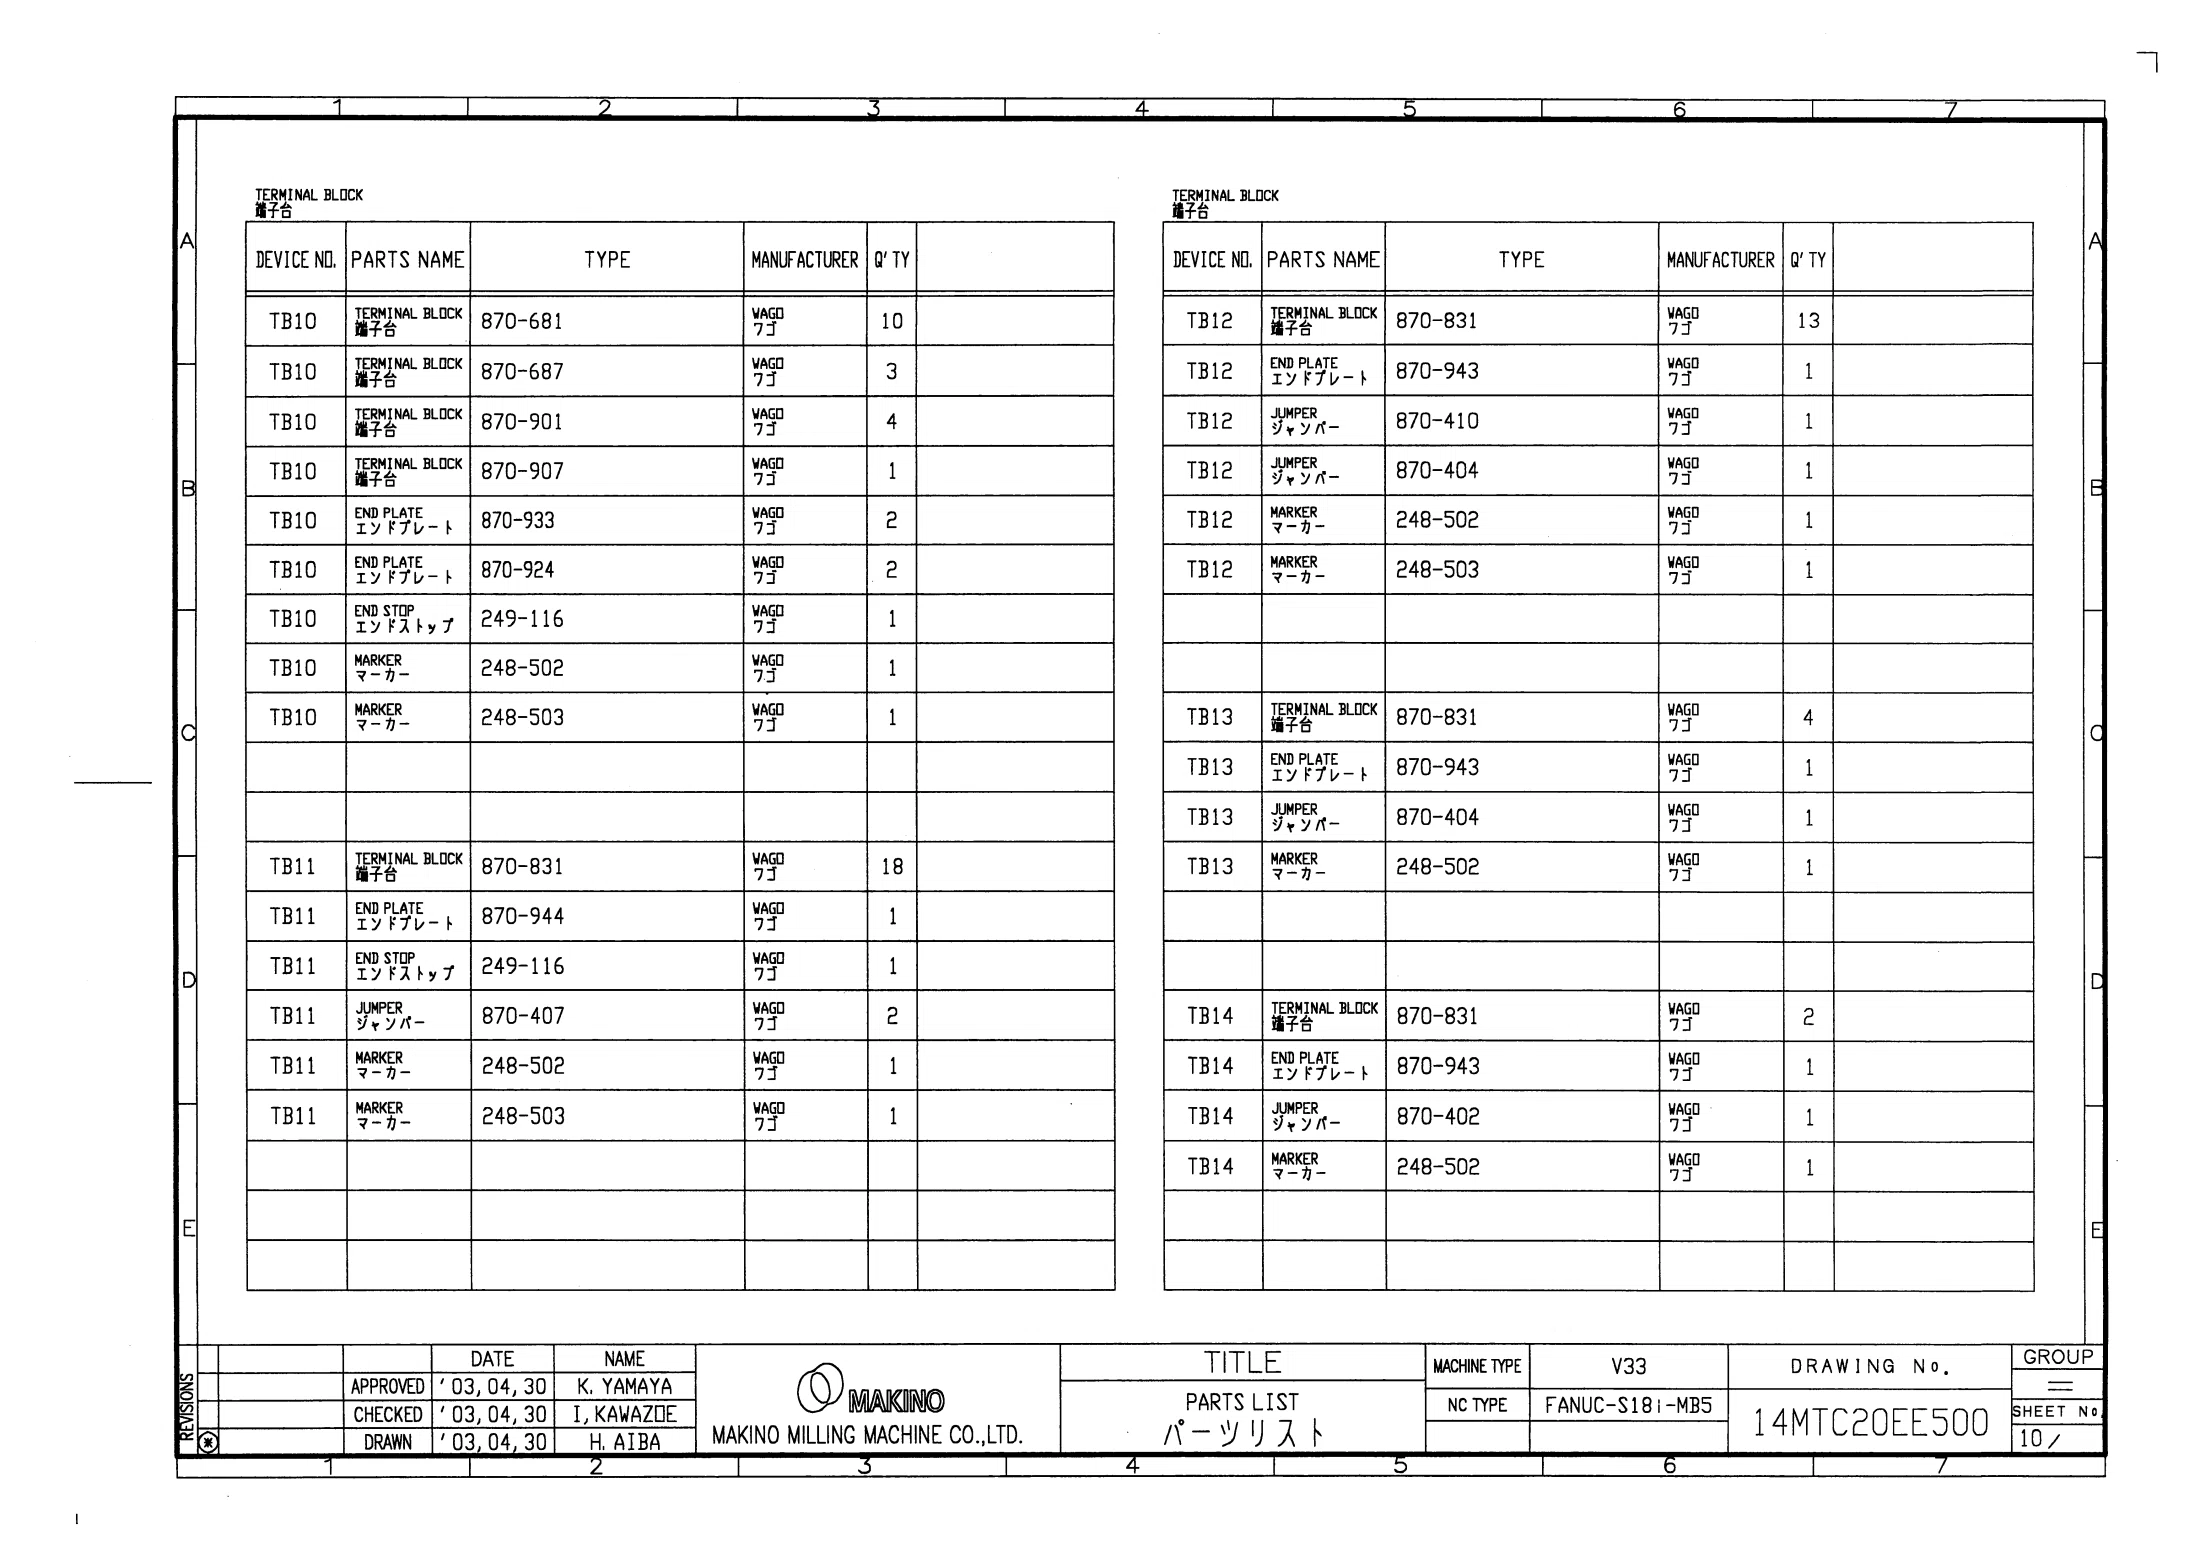 1 2 3 4 5 6 7
TERMINAL BLOCK
端子台
DEVICE NO. PARTS NAME TYPE MANUFACTURER Q'TY
TB10 TERMINAL BLOCK 端子台 870-681 WAGO ワゴ 10
TB10 TERMINAL BLOCK 端子台 870-687 WAGO ワゴ 3
TB10 TERMINAL BLOCK 端子台 870-901 WAGO ワゴ 4
TB10 TERMINAL BLOCK 端子台 870-907 WAGO ワゴ 1
TB10 END PLATE エンドプレート 870-933 WAGO ワゴ 2
TB10 END PLATE エンドプレート 870-924 WAGO ワゴ 2
TB10 END STOP エンドストップ 249-116 WAGO ワゴ 1
TB10 MARKER マーカー 248-502 WAGO ワゴ 1
TB10 MARKER マーカー 248-503 WAGO ワゴ 1
TB11 TERMINAL BLOCK 端子台 870-831 WAGO ワゴ 18
TB11 END PLATE エンドプレート 870-944 WAGO ワゴ 1
TB11 END STOP エンドストップ 249-116 WAGO ワゴ 1
TB11 JUMPER ジャンパー 870-407 WAGO ワゴ 2
TB11 MARKER マーカー 248-502 WAGO ワゴ 1
TB11 MARKER マーカー 248-503 WAGO ワゴ 1
TERMINAL BLOCK
端子台
DEVICE NO. PARTS NAME TYPE MANUFACTURER Q'TY
TB12 TERMINAL BLOCK 端子台 870-831 WAGO ワゴ 13
TB12 END PLATE エンドプレート 870-943 WAGO ワゴ 1
TB12 JUMPER ジャンパー 870-410 WAGO ワゴ 1
TB12 JUMPER ジャンパー 870-404 WAGO ワゴ 1
TB12 MARKER マーカー 248-502 WAGO ワゴ 1
TB12 MARKER マーカー 248-503 WAGO ワゴ 1
TB13 TERMINAL BLOCK 端子台 870-831 WAGO ワゴ 4
TB13 END PLATE エンドプレート 870-943 WAGO ワゴ 1
TB13 JUMPER ジャンパー 870-404 WAGO ワゴ 1
TB13 MARKER マーカー 248-502 WAGO ワゴ 1
TB14 TERMINAL BLOCK 端子台 870-831 WAGO ワゴ 2
TB14 END PLATE エンドプレート 870-943 WAGO ワゴ 1
TB14 JUMPER ジャンパー 870-402 WAGO ワゴ 1
TB14 MARKER マーカー 248-502 WAGO ワゴ 1
A A
B B
C C
D D
E E
REVISIONS
DATE NAME
APPROVED '03,04,30 K. YAMAYA
CHECKED '03,04,30 I,KAWAZOE
DRAWN '03,04,30 H. AIBA
MAKINO
MAKINO MILLING MACHINE CO.,LTD.
TITLE
PARTS LIST
パーツリスト
MACHINE TYPE V33
NC TYPE FANUC-S18i-MB5
DRAWING No.
14MTC20EE500
GROUP
=
SHEET No.
10/
1 2 3 4 5 6 7